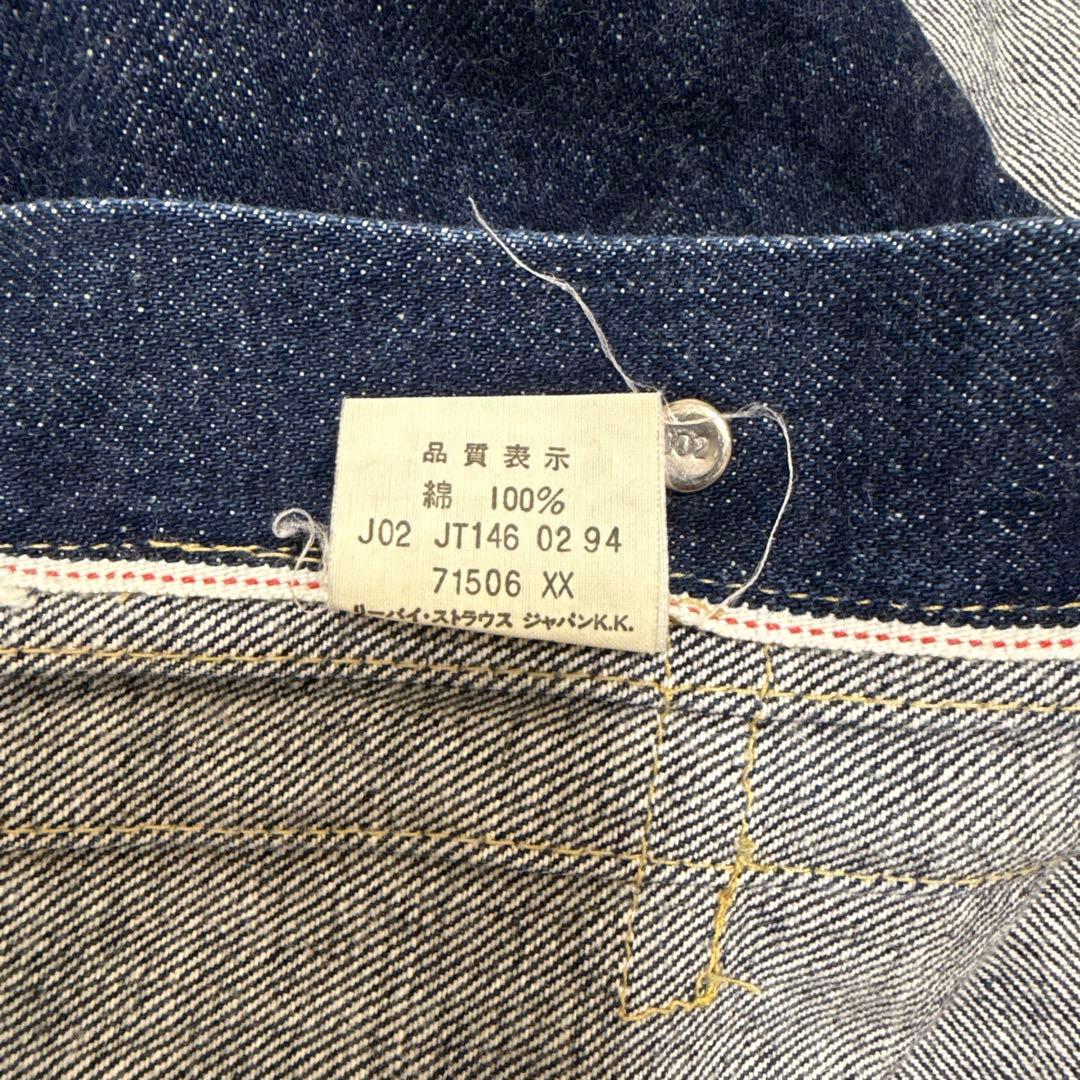 品質表示
綿 100%
J02 JT146 02 94
71506 XX
リーバイ・ストラウス ジャパンK.K.
J02